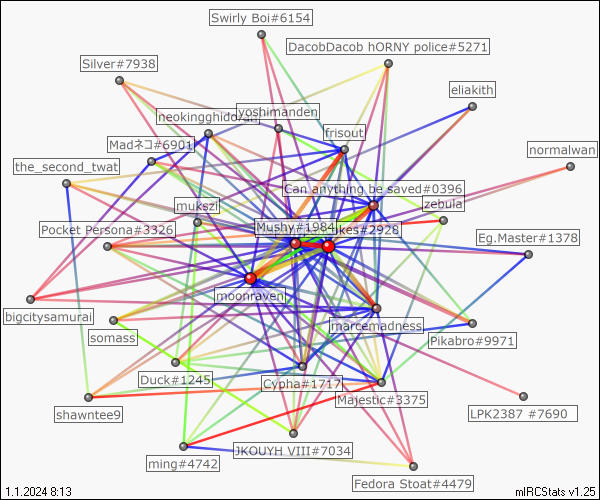 Swirly Boi#6154
DacobDacob hORNY police#5271
Silver#7938
eliakith
yoshimanden
frisout
Madネコ#6901
normalwan
the_second_twat
Can anything be saved#0396
mukszi
zebula
Pocket Persona#3326
Mushy#1984
#2928
Eg.Master#1378
moonraven
bigcitysamurai
marcemadness
somass
Pikabro#9971
Duck#1245
Cypha#1717
Majestic#3375
shawntee9
LPK2387 #7690
JKOUYH VIII#7034
ming#4742
Fedora Stoat#4479
1.1.2024 8:13
mIRCStats v1.25